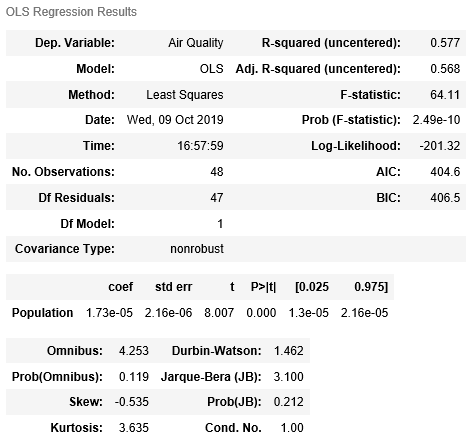 OLS Regression Results
Dep. Variable: Air Quality R-squared (uncentered): 0.577
Model: OLS Adj. R-squared (uncentered): 0.568
Method: Least Squares F-statistic: 64.11
Date: Wed, 09 Oct 2019 Prob (F-statistic): 2.49e-10
Time: 16:57:59 Log-Likelihood: -201.32
No. Observations: 48 AIC: 404.6
Df Residuals: 47 BIC: 406.5
Df Model: 1
Covariance Type: nonrobust
coef std err t P>|t| [0.025 0.975]
Population 1.73e-05 2.16e-06 8.007 0.000 1.3e-05 2.16e-05
Omnibus: 4.253 Durbin-Watson: 1.462
Prob(Omnibus): 0.119 Jarque-Bera (JB): 3.100
Skew: -0.535 Prob(JB): 0.212
Kurtosis: 3.635 Cond. No. 1.00